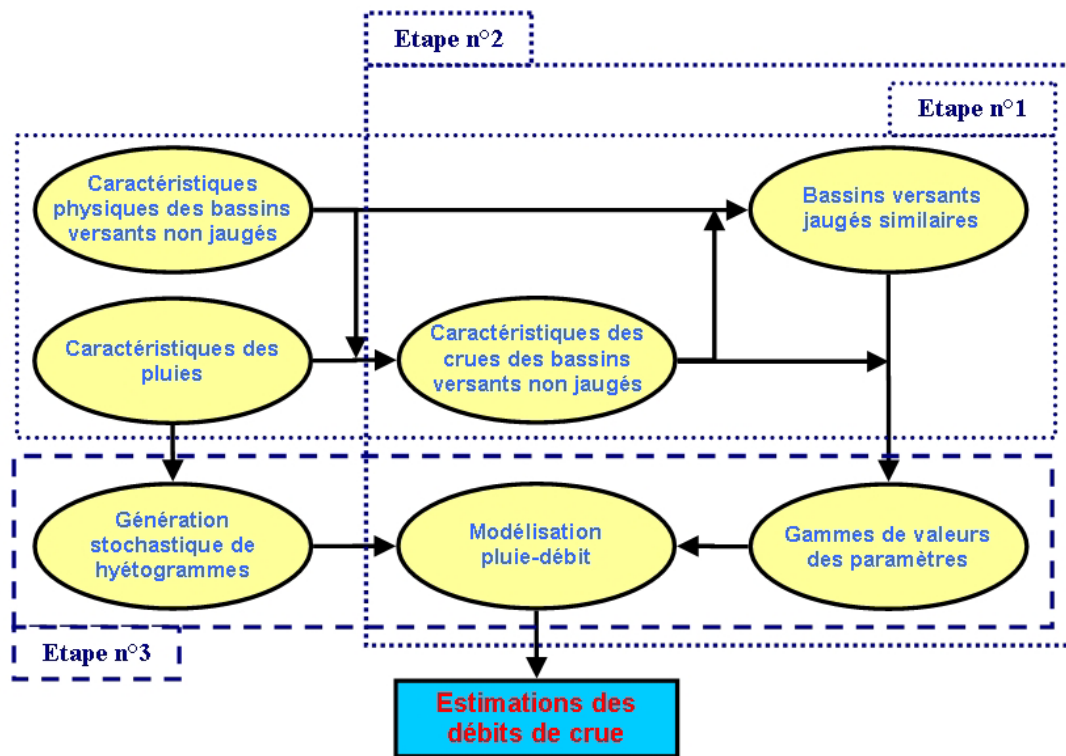 Etape n°2
Etape n°1
Caractéristiques
physiques des bassins
versants non jaugés
Bassins versants
jaugés similaires
Caractéristiques des
pluies
Caractéristiques des
crues des bassins
versants non jaugés
Génération
stochastique de
hyétogrammes
Modélisation
pluie-débit
Gammes de valeurs
des paramètres
Etape n°3
Estimations des
débits de crue